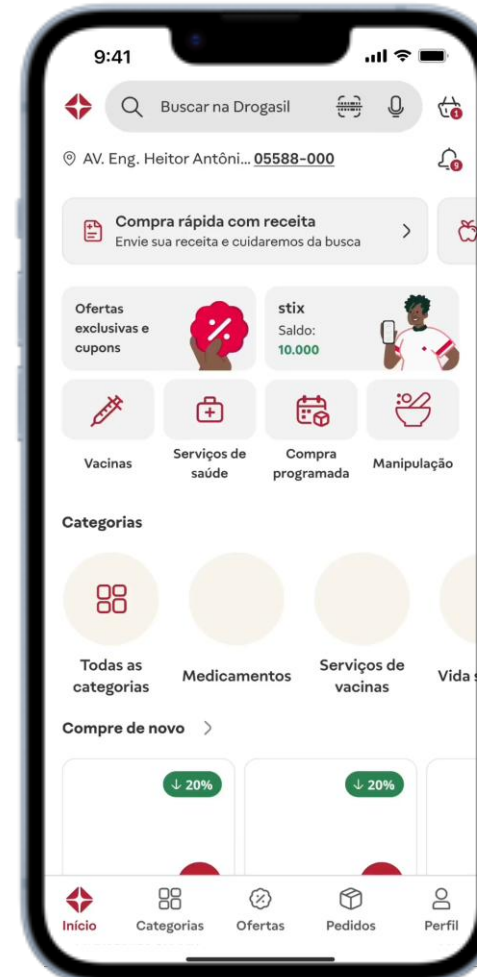 9:41
Buscar na Drogasil
1
AV. Eng. Heitor Antôni... 05588-000
9
Compra rápida com receita
Envie sua receita e cuidaremos da busca
Ofertas
exclusivas e
cupons
stix
Saldo:
10.000
Vacinas
Serviços de
saúde
Compra
programada
Manipulação
Categorias
Todas as
categorias
Medicamentos
Serviços de
vacinas
Vida s
Compre de novo
↓ 20%
↓ 20%
Início
Categorias
Ofertas
Pedidos
Perfil